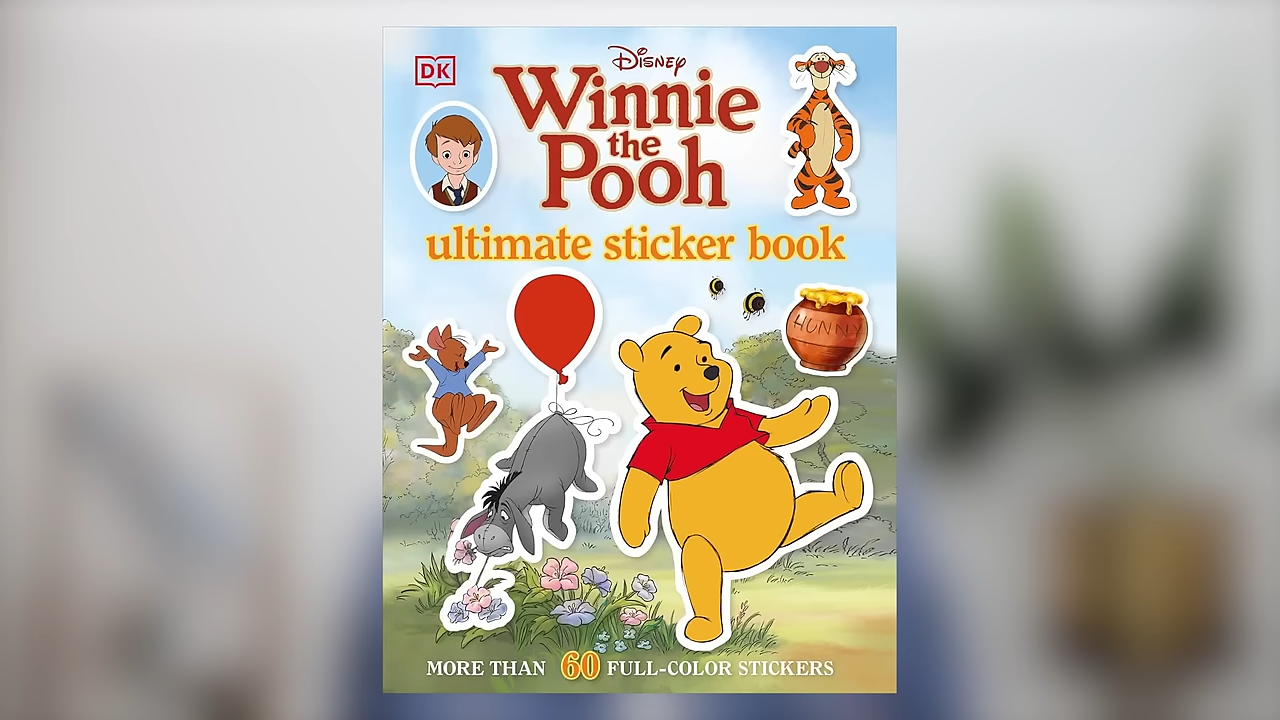 DK
Disney
Winnie
the
Pooh
ultimate sticker book
HUNNY
MORE THAN 60 FULL-COLOR STICKERS